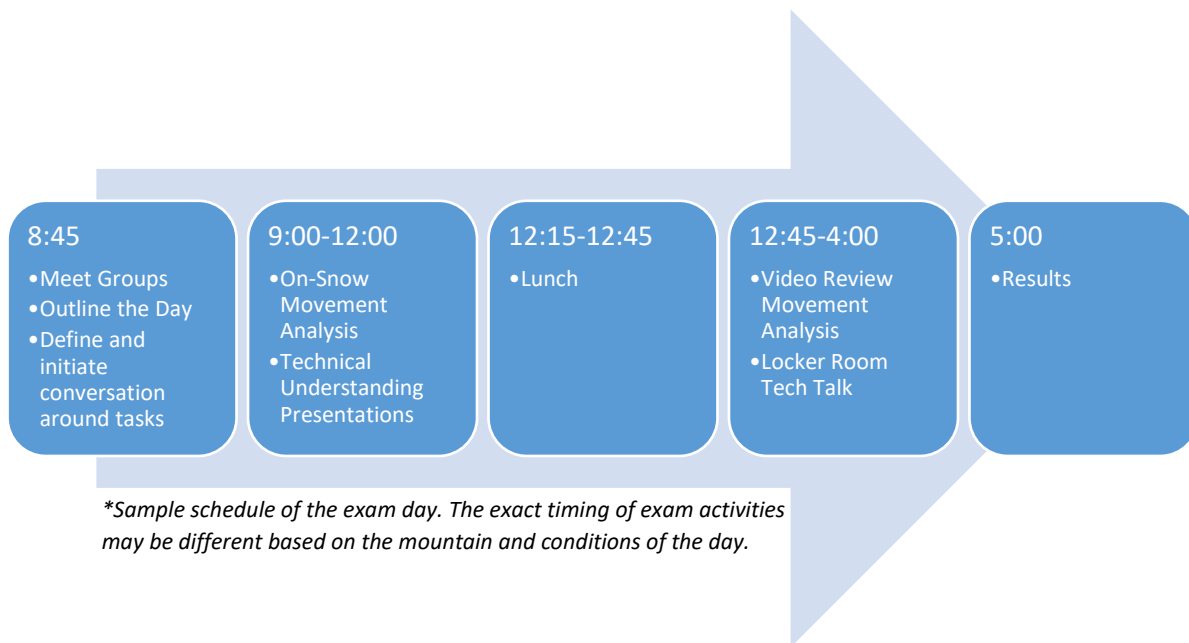 8:45
•Meet Groups
•Outline the Day
•Define and
initiate
conversation
around tasks
9:00-12:00
•On-Snow
Movement
Analysis
•Technical
Understanding
Presentations
12:15-12:45
•Lunch
12:45-4:00
•Video Review
Movement
Analysis
•Locker Room
Tech Talk
5:00
•Results
*Sample schedule of the exam day. The exact timing of exam activities
may be different based on the mountain and conditions of the day.